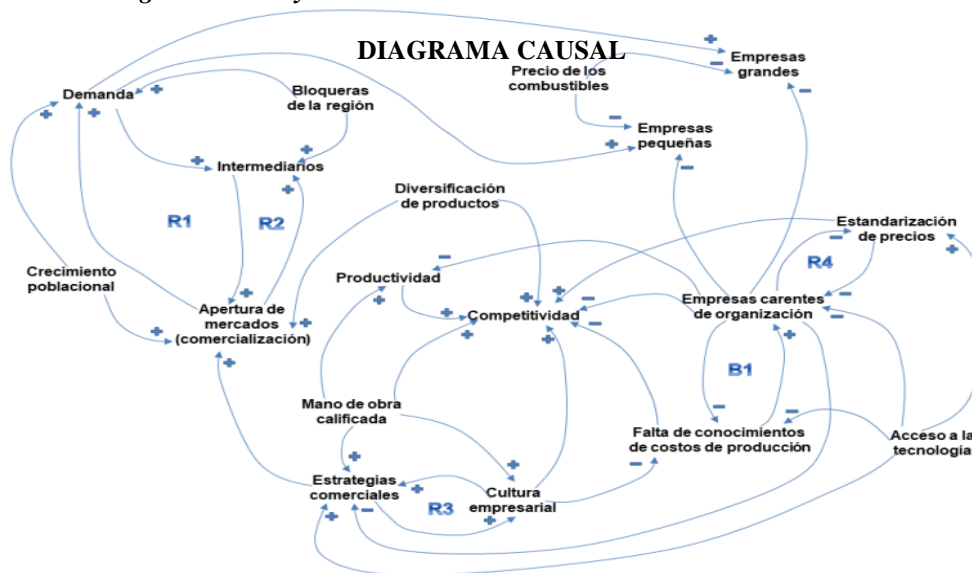 DIAGRAMA CAUSAL
Empresas
grandes
Precio de los
combustibles
Demanda
Bloqueras
de la región
Empresas
pequeñas
Intermediarios
Diversificación
de productos
R1
R2
Estandarización
de precios
R4
Crecimiento
poblacional
Productividad
Apertura de
mercados
(comercialización)
Competitividad
Empresas carentes
de organización
B1
Mano de obra
calificada
Falta de conocimientos
de costos de producción
Acceso a la
tecnología
Estrategias
comerciales
R3
Cultura
empresarial